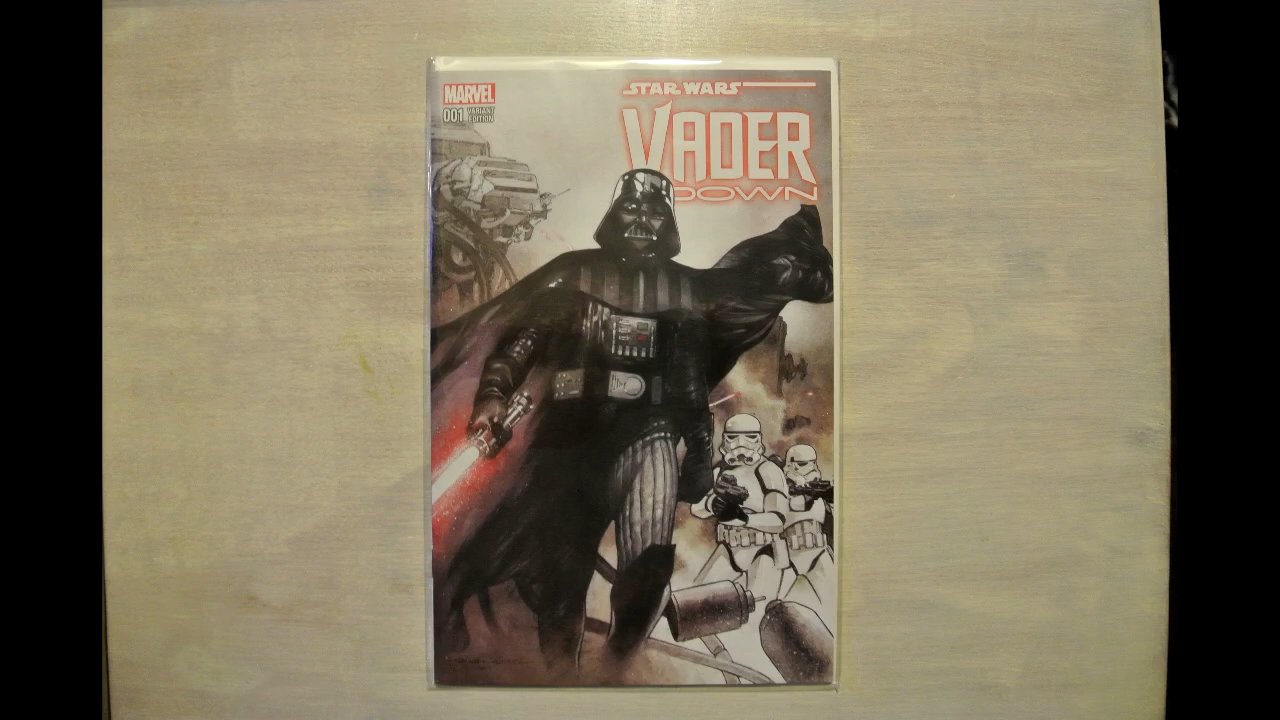 MARVEL
001 VARIANT
EDITION
STAR WARS
VADER
DOWN